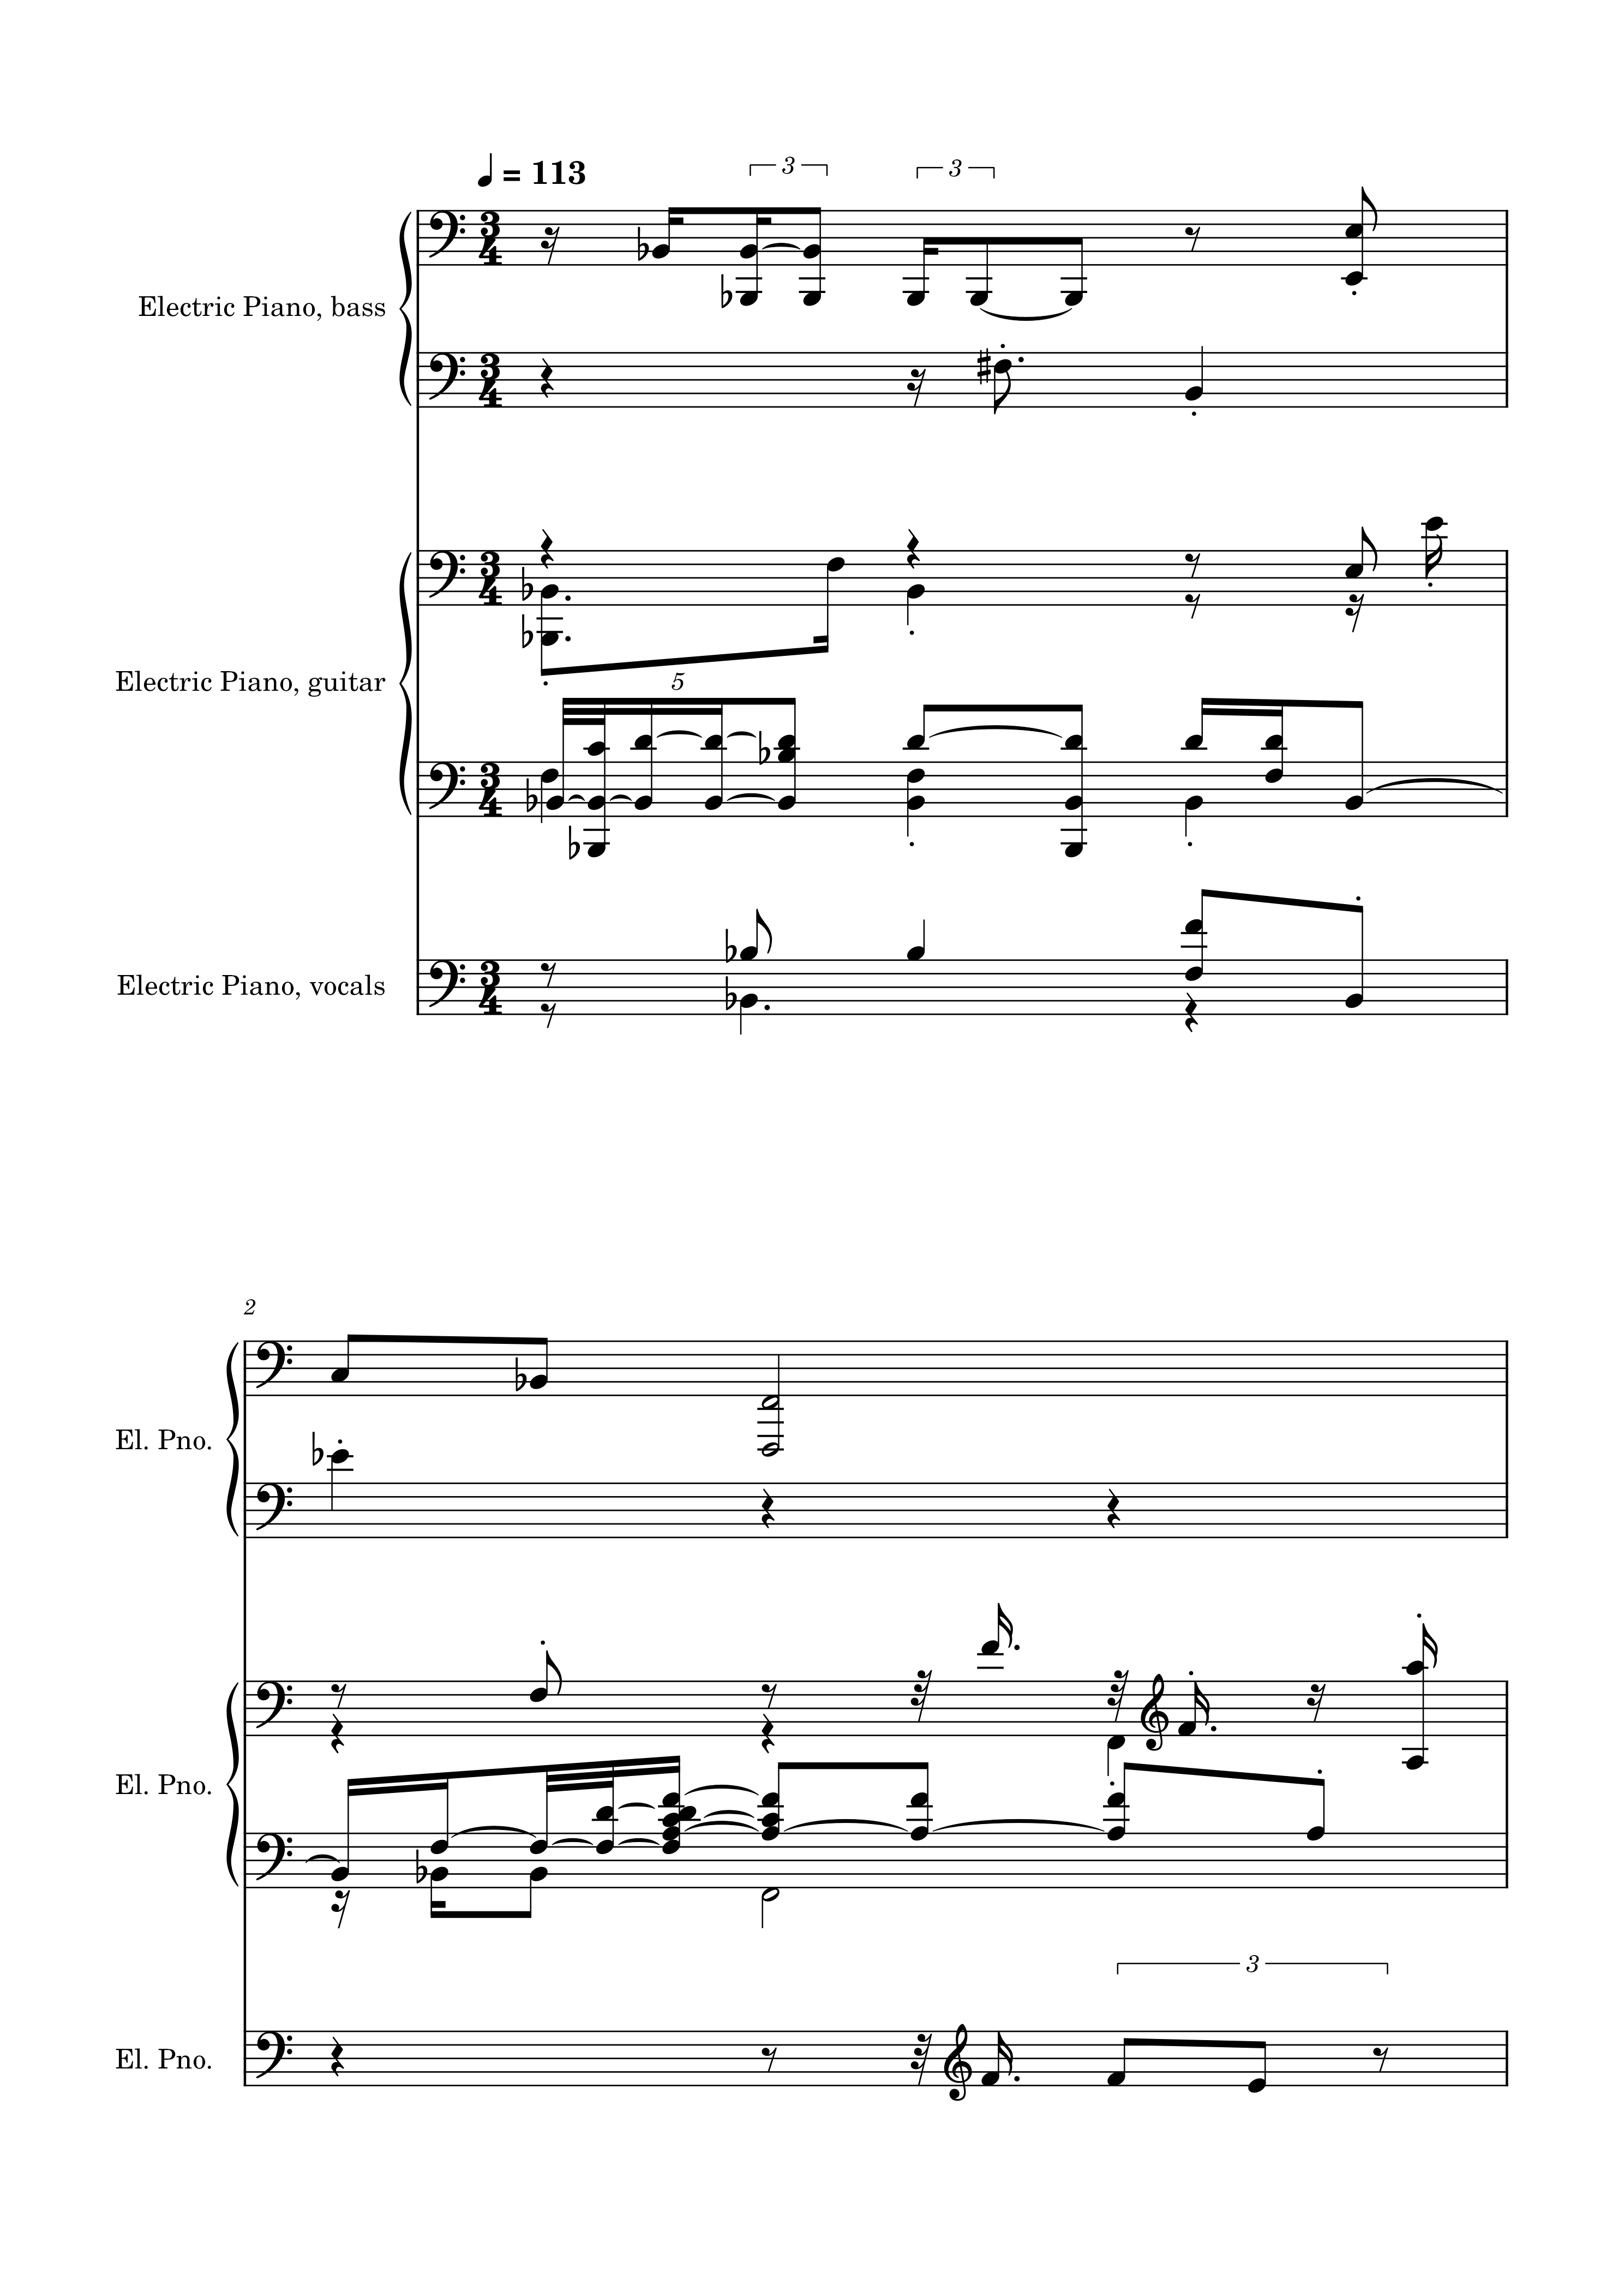 = 113
3
3
Electric Piano, bass
Electric Piano, guitar
5
Electric Piano, vocals
2
El. Pno.
El. Pno.
3
El. Pno.